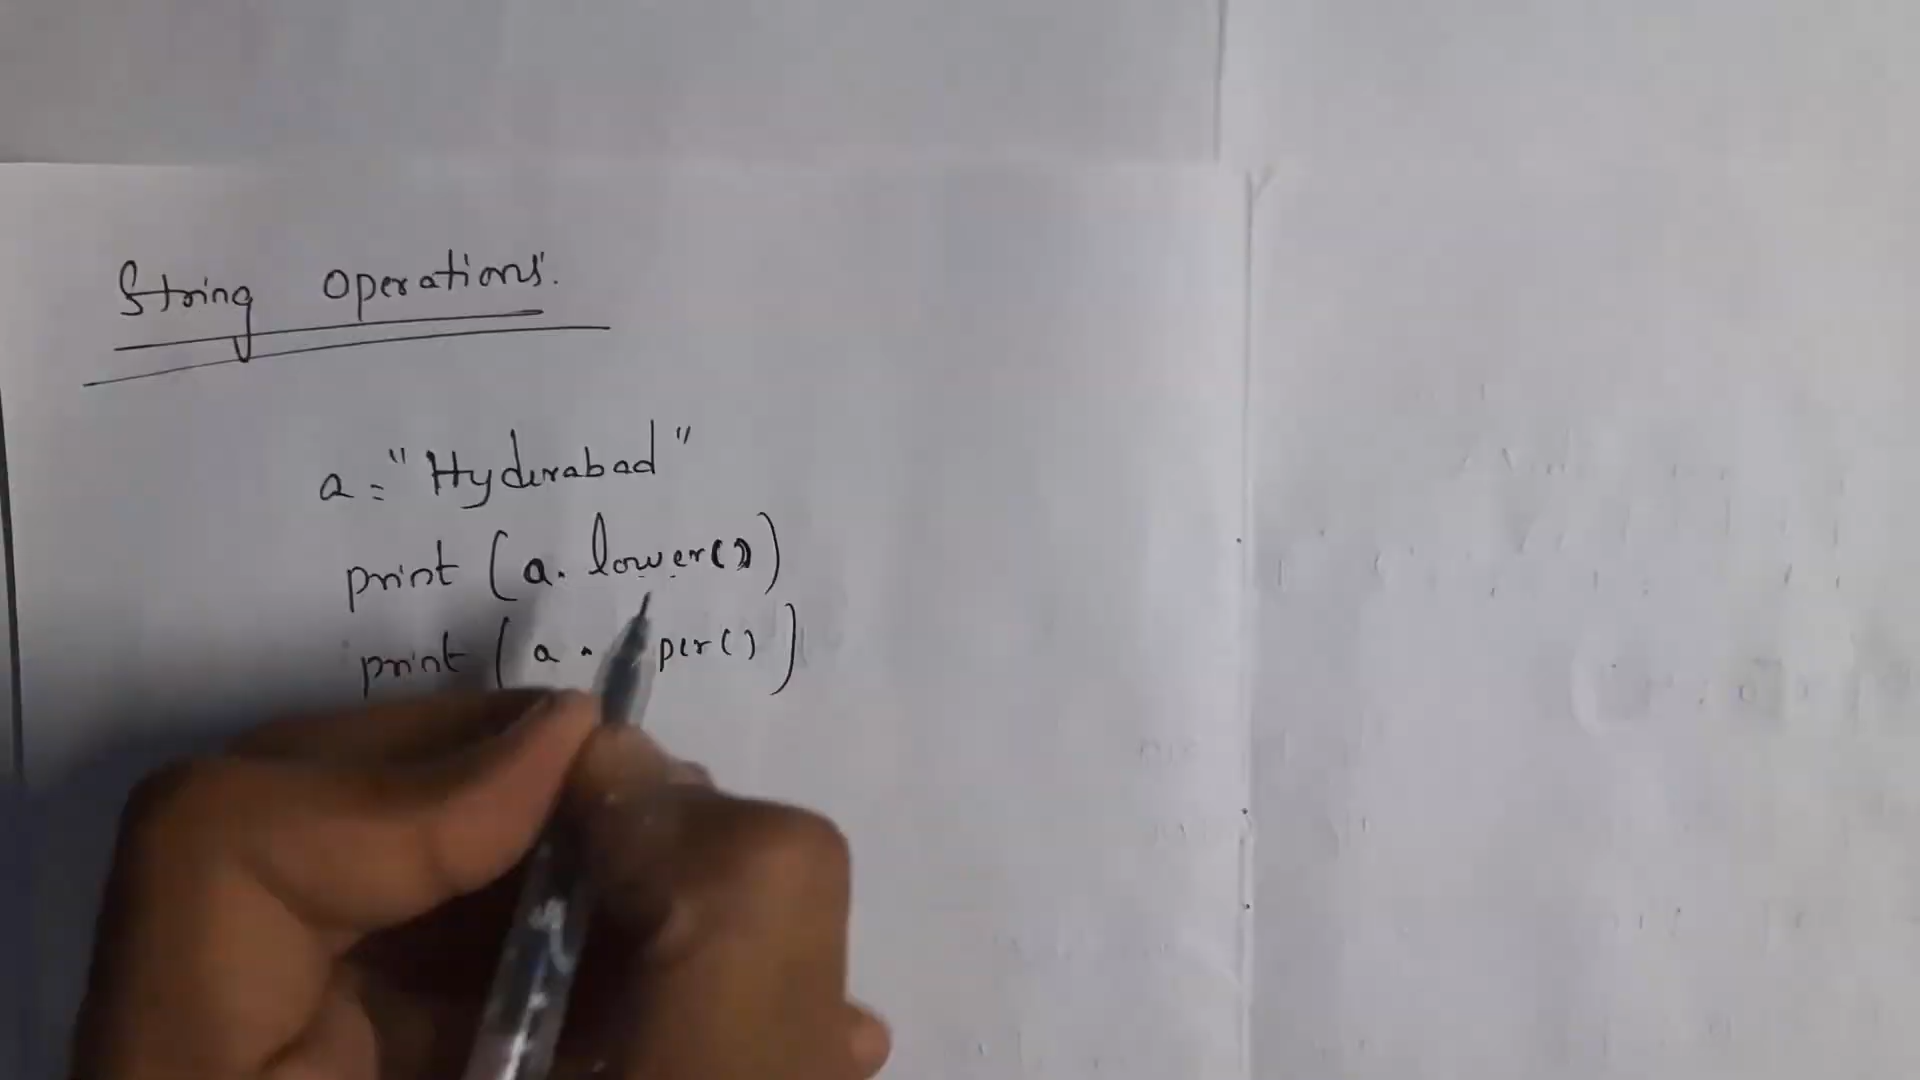 String Operations.
a = "Hyderabad"
print (a. lower())
print (a . per())